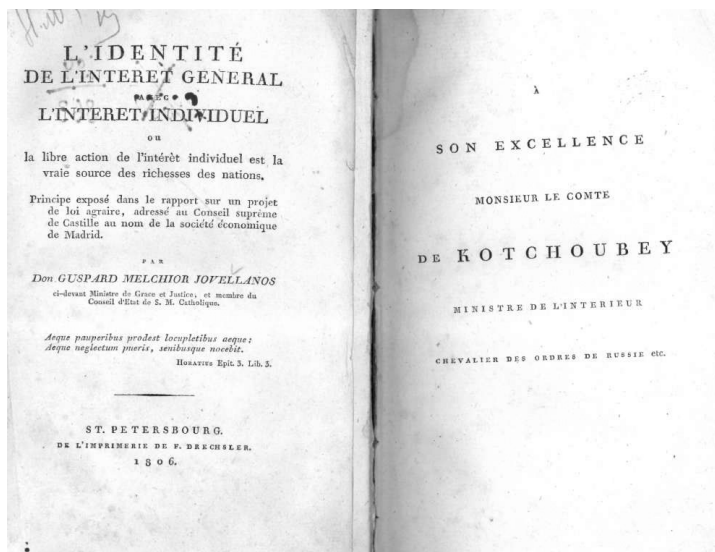 L'IDENTITÉ
DE L'INTERET GENERAL
AVEC
L'INTERET INDIVIDUEL
ou
la libre action de l'intérèt individuel est la
vraie source des richesses des nations.
Principe exposé dans le rapport sur un projet
de loi agraire, adressé au Conseil suprème
de Castille au nom de la société économique
de Madrid.
PAR
Don GUSPARD MELCHIOR JOVELLANOS
ci-devant Ministre de Grace et Justice, et membre du
Conseil d'Etat de S. M. Catholique.
Aeque pauperibus prodest locupletibus aeque;
Aeque neglectum pueris, senibusque nocebit.
HORATIUS Epit. 3. Lib. 3.
ST. PETERSBOURG.
DE L'IMPRIMERIE DE F. DRECHSLER.
1806.
À
SON EXCELLENCE
MONSIEUR LE COMTE
DE KOTCHOUBEY
MINISTRE DE L'INTERIEUR
CHEVALIER DES ORDRES DE RUSSIE etc.